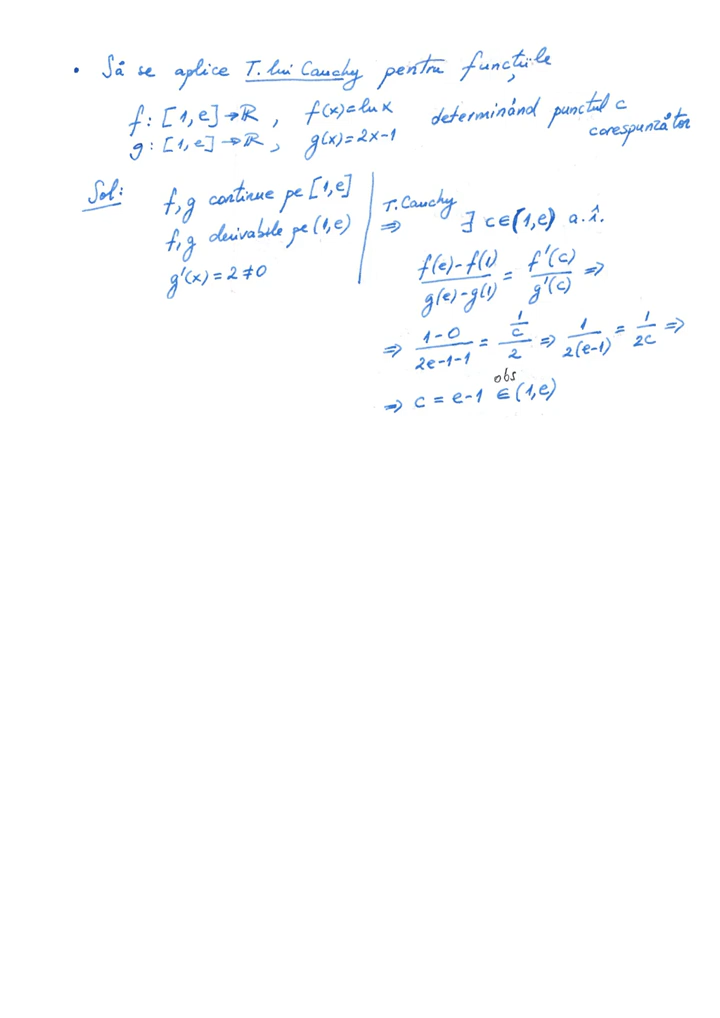 • Să se aplice T. lui Cauchy pentru funcțiile
f: [1,e] → ℝ, f(x)=ln x determinând punctul c
g: [1,e] → ℝ, g(x)=2x-1 corespunzător
Sol: f,g continue pe [1,e]
f,g derivabile pe (1,e)
g'(x) = 2 ≠ 0
T. Cauchy ⇒ ∃ c∈(1,e) a.î.
(f(e)-f(1))/(g(e)-g(1)) = f'(c)/g'(c) ⇒
⇒ (1-0)/(2e-1-1) = (1/c)/2 ⇒ 1/(2(e-1)) = 1/(2c) ⇒
obs
⇒ c = e-1 ∈ (1,e)